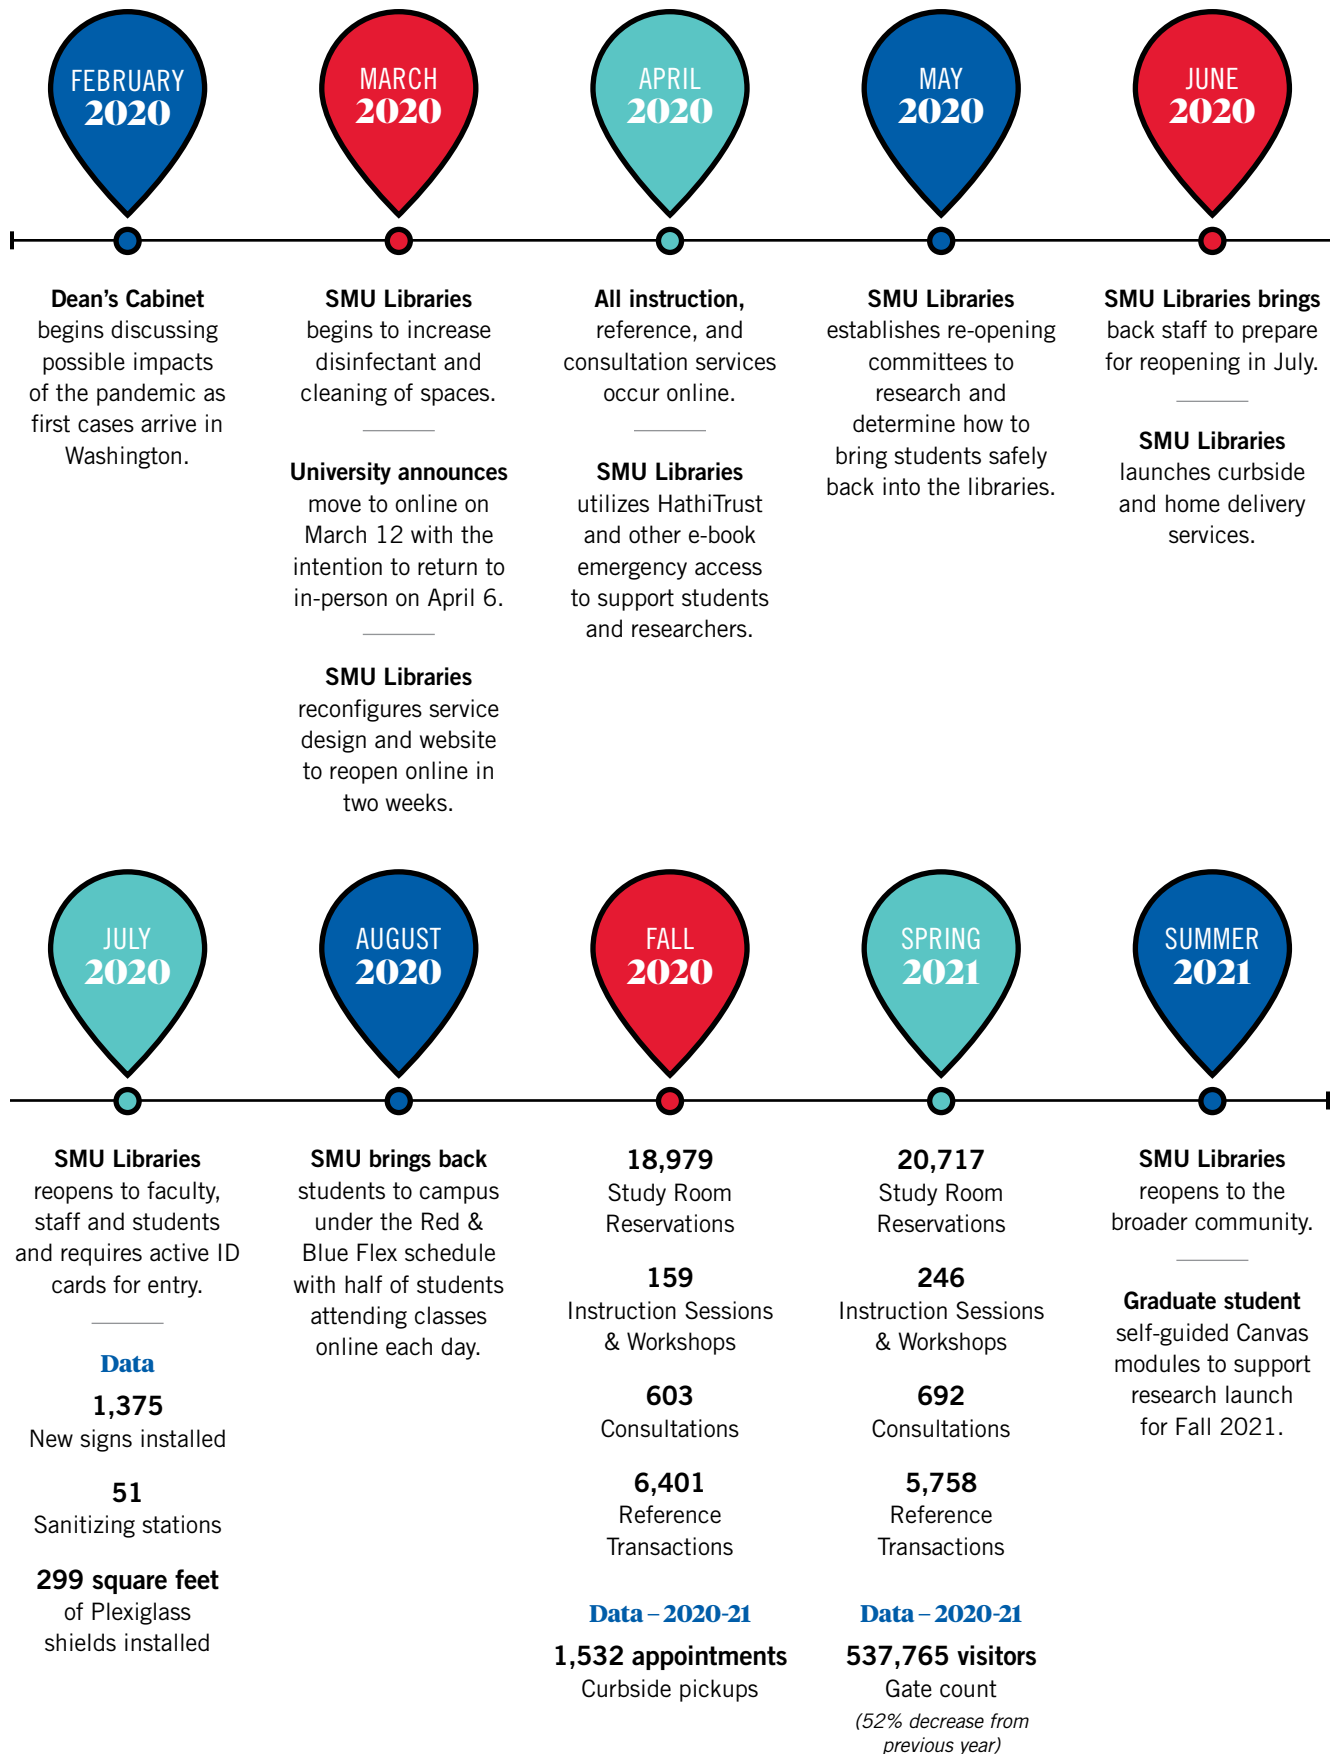 FEBRUARY
2020
Dean's Cabinet
begins discussing
possible impacts
of the pandemic as
first cases arrive in
Washington.
MARCH
2020
SMU Libraries
begins to increase
disinfectant and
cleaning of spaces.
University announces
move to online on
March 12 with the
intention to return to
in-person on April 6.
SMU Libraries
reconfigures service
design and website
to reopen online in
two weeks.
APRIL
2020
All instruction,
reference, and
consultation services
occur online.
SMU Libraries
utilizes HathiTrust
and other e-book
emergency access
to support students
and researchers.
MAY
2020
SMU Libraries
establishes re-opening
committees to
research and
determine how to
bring students safely
back into the libraries.
JUNE
2020
SMU Libraries brings
back staff to prepare
for reopening in July.
SMU Libraries
launches curbside
and home delivery
services.
JULY
2020
SMU Libraries
reopens to faculty,
staff and students
and requires active ID
cards for entry.
Data
1,375
New signs installed
51
Sanitizing stations
299 square feet
of Plexiglass
shields installed
AUGUST
2020
SMU brings back
students to campus
under the Red &
Blue Flex schedule
with half of students
attending classes
online each day.
FALL
2020
18,979
Study Room
Reservations
159
Instruction Sessions
& Workshops
603
Consultations
6,401
Reference
Transactions
Data – 2020-21
1,532 appointments
Curbside pickups
SPRING
2021
20,717
Study Room
Reservations
246
Instruction Sessions
& Workshops
692
Consultations
5,758
Reference
Transactions
Data – 2020-21
537,765 visitors
Gate count
(52% decrease from
previous year)
SUMMER
2021
SMU Libraries
reopens to the
broader community.
Graduate student
self-guided Canvas
modules to support
research launch
for Fall 2021.